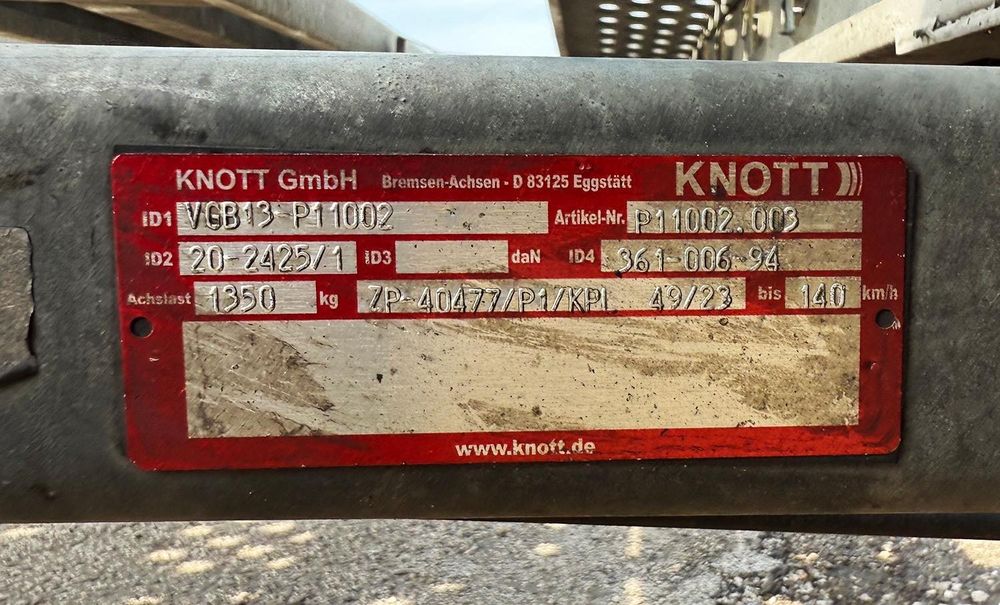 KNOTT GmbH Bremsen-Achsen - D 83125 Eggstätt KNOTT
ID1 VGB13-P11002 Artikel-Nr. P11002.003
ID2 20-2425/1 ID3 daN ID4 361-006-94
Achslast 1350 kg ZP-40477/P1/KPL 49/23 bis 140 km/h
www.knott.de